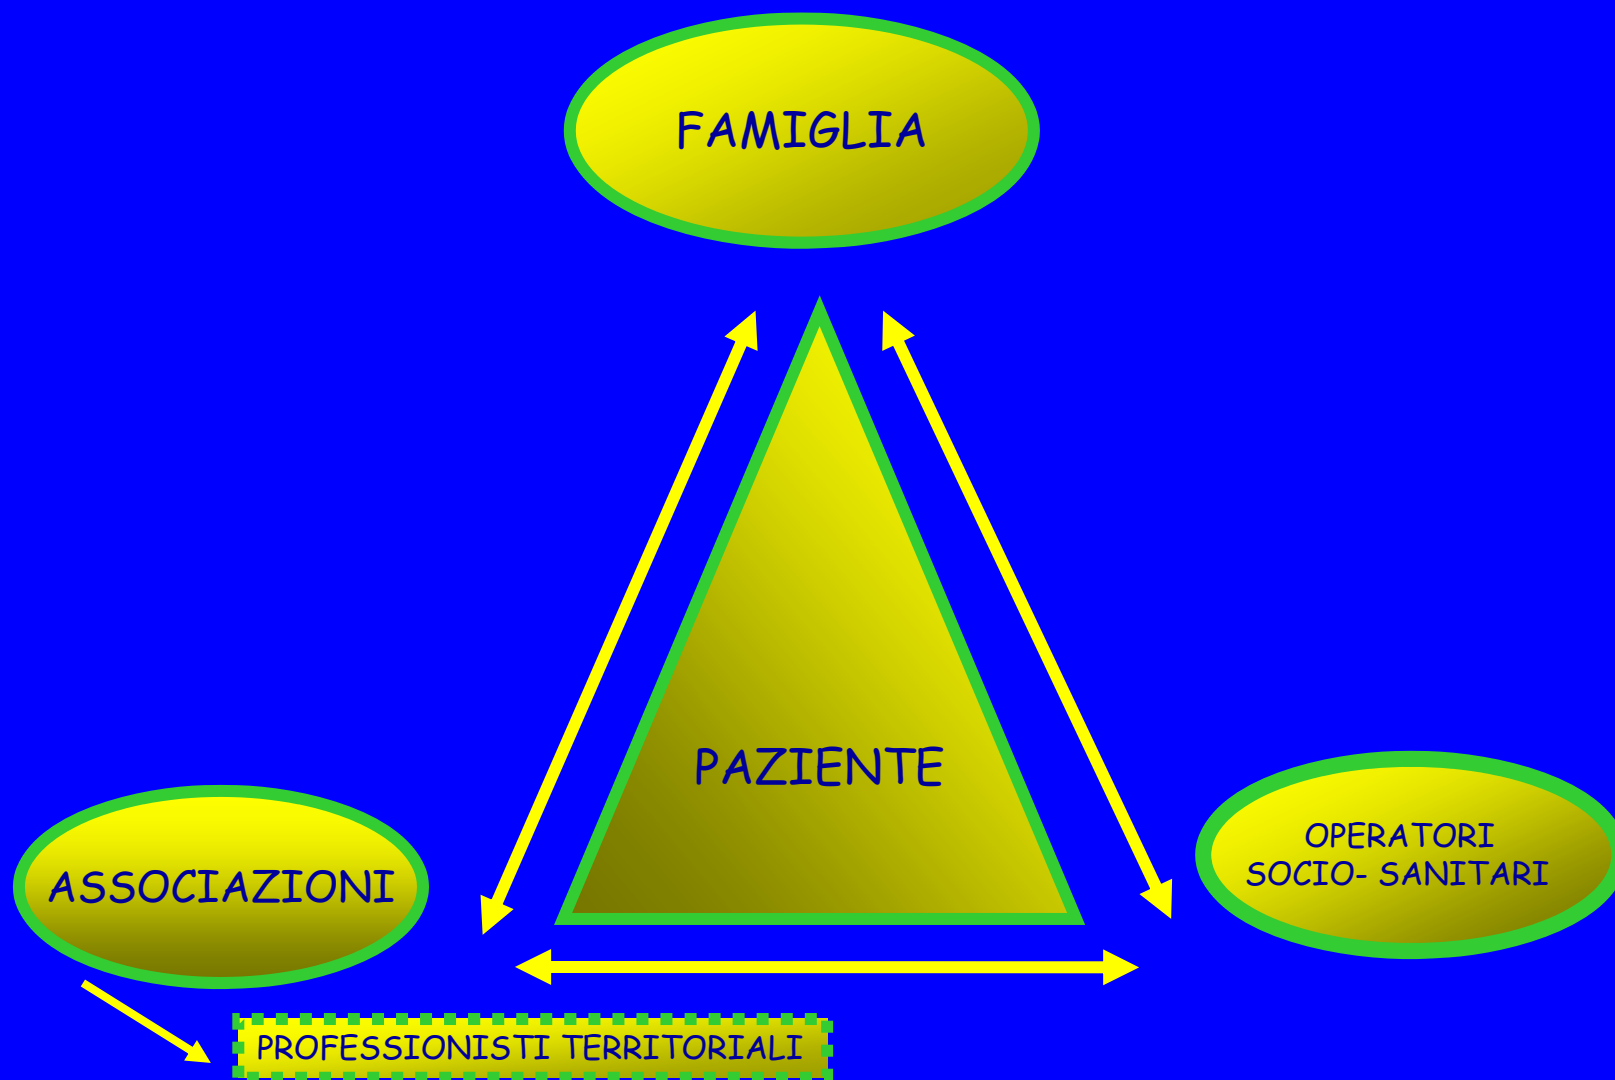 FAMIGLIA
PAZIENTE
OPERATORI
SOCIO- SANITARI
ASSOCIAZIONI
PROFESSIONISTI TERRITORIALI